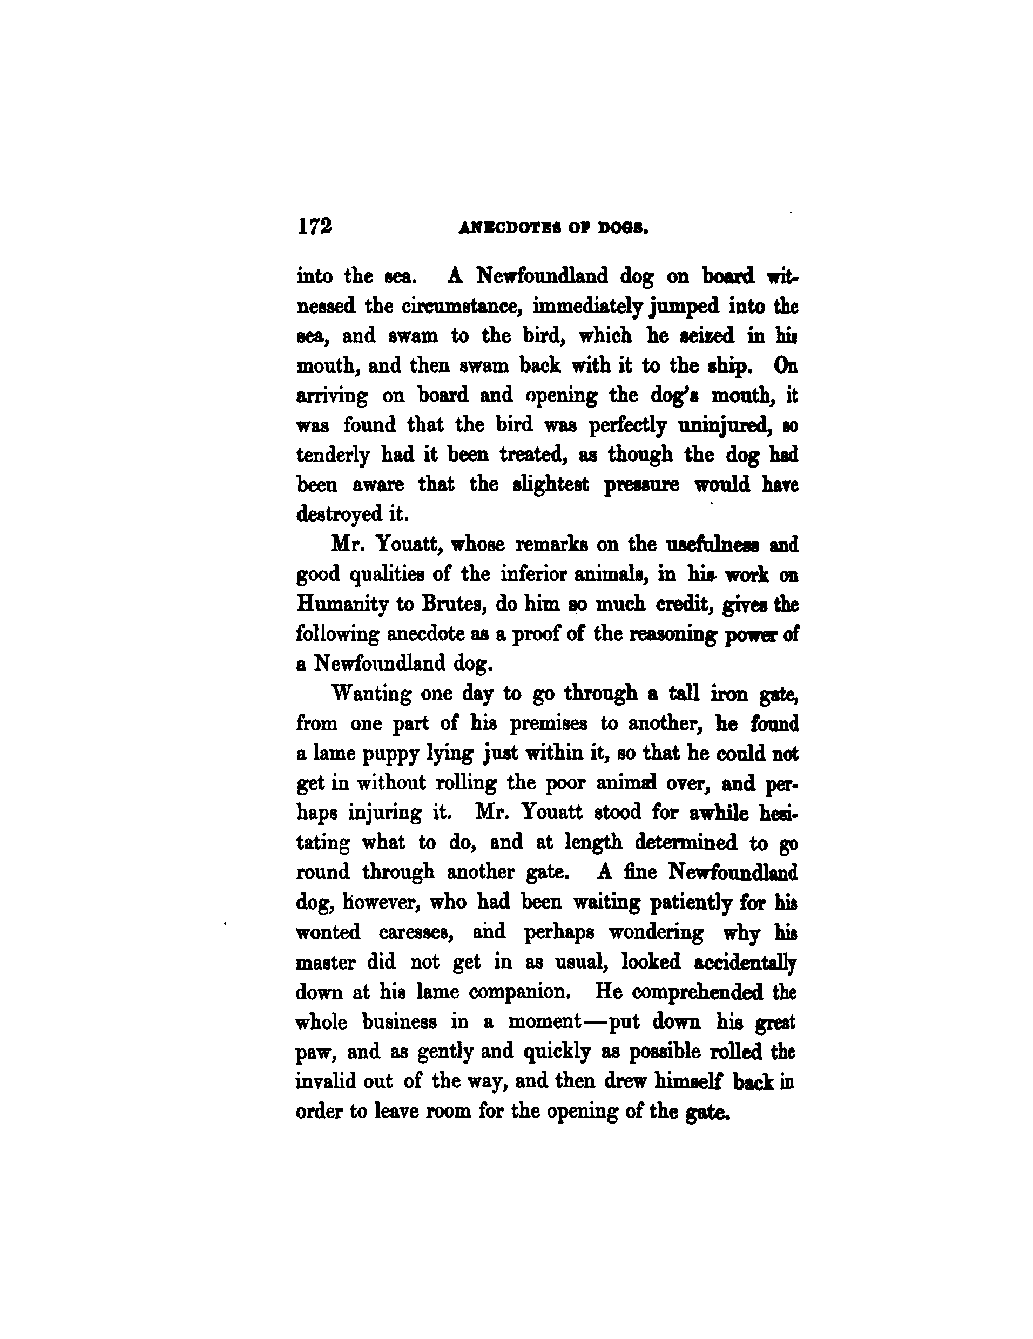 172 ANECDOTES OF DOGS.
into the sea. A Newfoundland dog on board wit-
nessed the circumstance, immediately jumped into the
sea, and swam to the bird, which he seized in his
mouth, and then swam back with it to the ship. On
arriving on board and opening the dog's mouth, it
was found that the bird was perfectly uninjured, so
tenderly had it been treated, as though the dog had
been aware that the slightest pressure would have
destroyed it.
Mr. Youatt, whose remarks on the usefulness and
good qualities of the inferior animals, in his work on
Humanity to Brutes, do him so much credit, gives the
following anecdote as a proof of the reasoning power of
a Newfoundland dog.
Wanting one day to go through a tall iron gate,
from one part of his premises to another, he found
a lame puppy lying just within it, so that he could not
get in without rolling the poor animal over, and per-
haps injuring it. Mr. Youatt stood for awhile hesi-
tating what to do, and at length determined to go
round through another gate. A fine Newfoundland
dog, however, who had been waiting patiently for his
wonted caresses, and perhaps wondering why his
master did not get in as usual, looked accidentally
down at his lame companion. He comprehended the
whole business in a moment—put down his great
paw, and as gently and quickly as possible rolled the
invalid out of the way, and then drew himself back in
order to leave room for the opening of the gate.